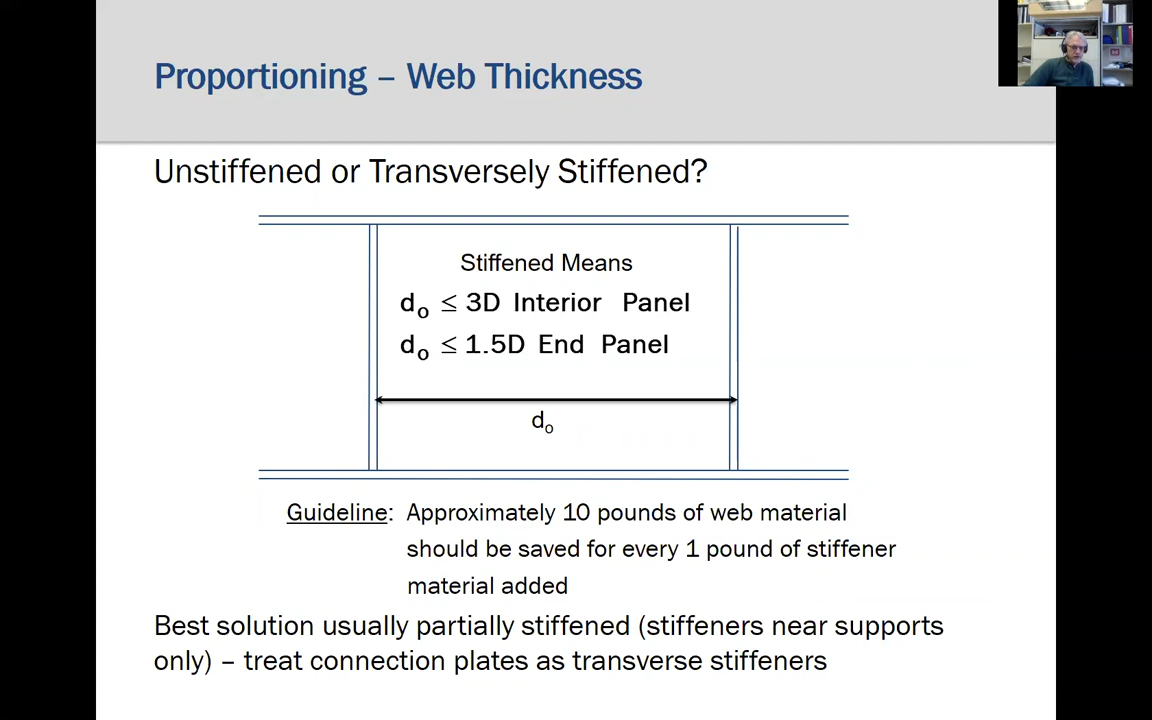 Proportioning – Web Thickness
Unstiffened or Transversely Stiffened?
Stiffened Means
do ≤ 3D Interior Panel
do ≤ 1.5D End Panel
do
Guideline: Approximately 10 pounds of web material
should be saved for every 1 pound of stiffener
material added
Best solution usually partially stiffened (stiffeners near supports
only) – treat connection plates as transverse stiffeners